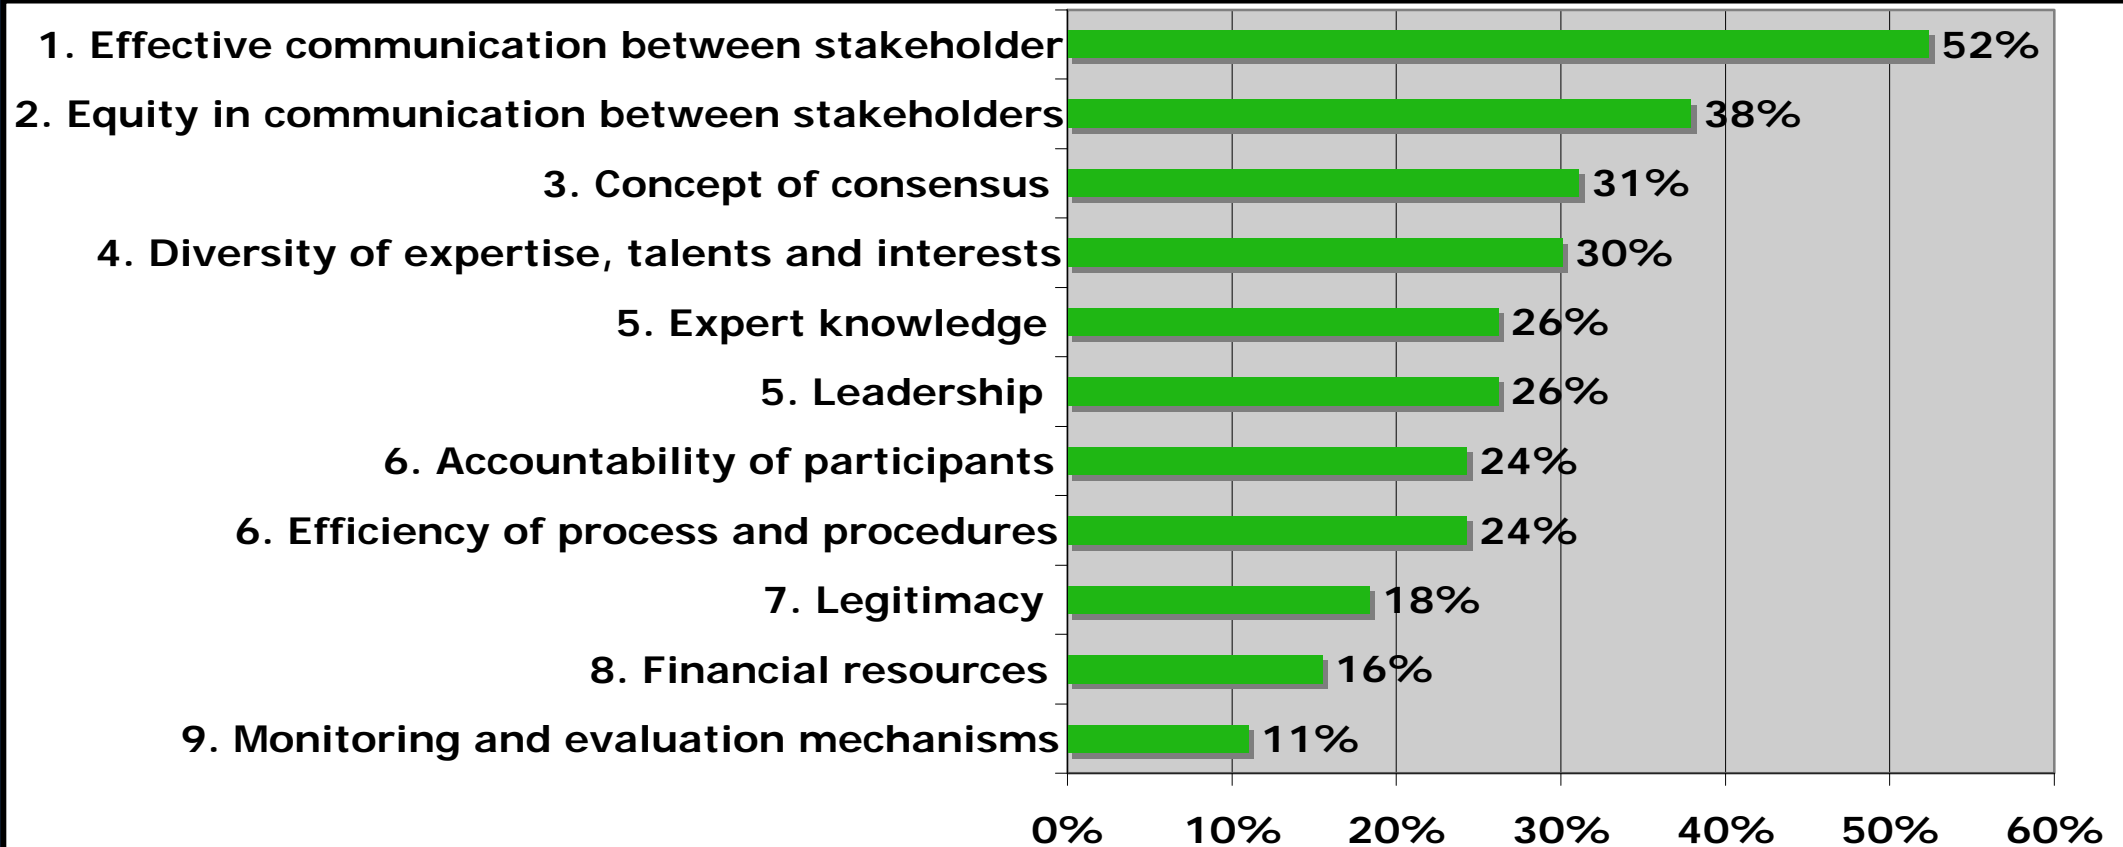 1. Effective communication between stakeholder 52%
2. Equity in communication between stakeholders 38%
3. Concept of consensus 31%
4. Diversity of expertise, talents and interests 30%
5. Expert knowledge 26%
5. Leadership 26%
6. Accountability of participants 24%
6. Efficiency of process and procedures 24%
7. Legitimacy 18%
8. Financial resources 16%
9. Monitoring and evaluation mechanisms 11%
0% 10% 20% 30% 40% 50% 60%